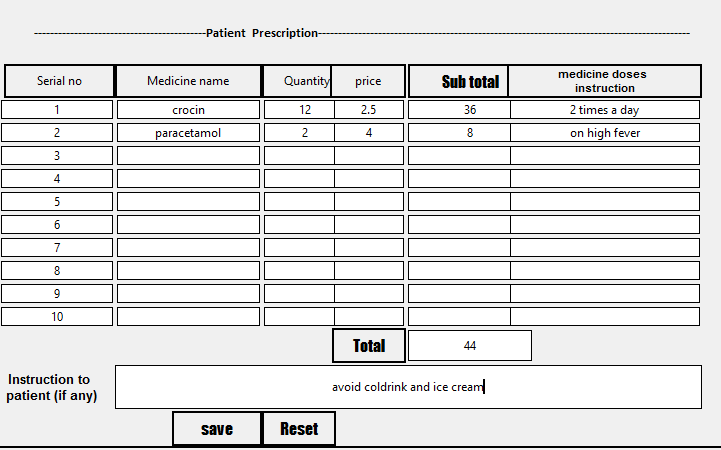 Patient Prescription
Serial no Medicine name Quantity price Sub total medicine doses instruction
1 crocin 12 2.5 36 2 times a day
2 paracetamol 2 4 8 on high fever
3
4
5
6
7
8
9
10
Total 44
Instruction to patient (if any) avoid coldrink and ice cream
save Reset